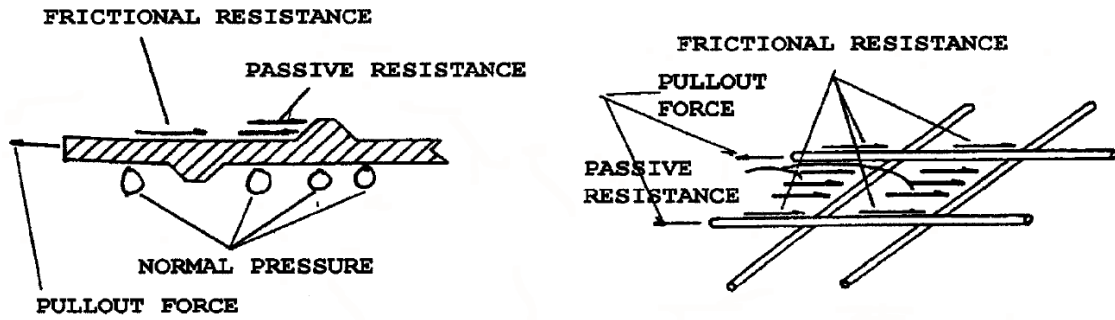 FRICTIONAL RESISTANCE
PASSIVE RESISTANCE
NORMAL PRESSURE
PULLOUT FORCE
FRICTIONAL RESISTANCE
PULLOUT
FORCE
PASSIVE
RESISTANCE